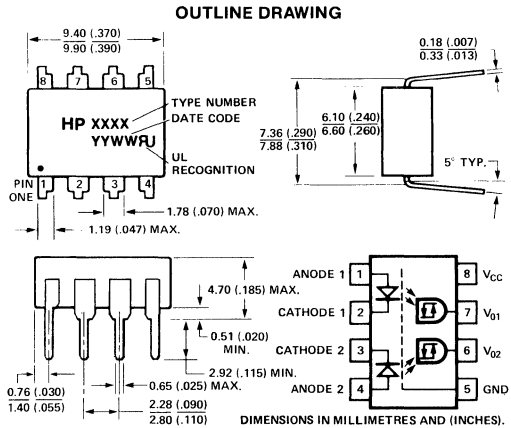 OUTLINE DRAWING
9.40 (.370)
9.90 (.390)
8 7 6 5
HP XXXX
YYWW RU
TYPE NUMBER
DATE CODE
UL
RECOGNITION
PIN
ONE
1 2 3 4
1.78 (.070) MAX.
1.19 (.047) MAX.
0.18 (.007)
0.33 (.013)
6.10 (.240)
6.60 (.260)
7.36 (.290)
7.88 (.310)
5° TYP.
4.70 (.185) MAX.
0.51 (.020)
MIN.
2.92 (.115) MIN.
0.65 (.025) MAX.
0.76 (.030)
1.40 (.055)
2.28 (.090)
2.80 (.110)
ANODE 1 1 8 VCC
CATHODE 1 2 7 V01
CATHODE 2 3 6 V02
ANODE 2 4 5 GND
DIMENSIONS IN MILLIMETRES AND (INCHES).